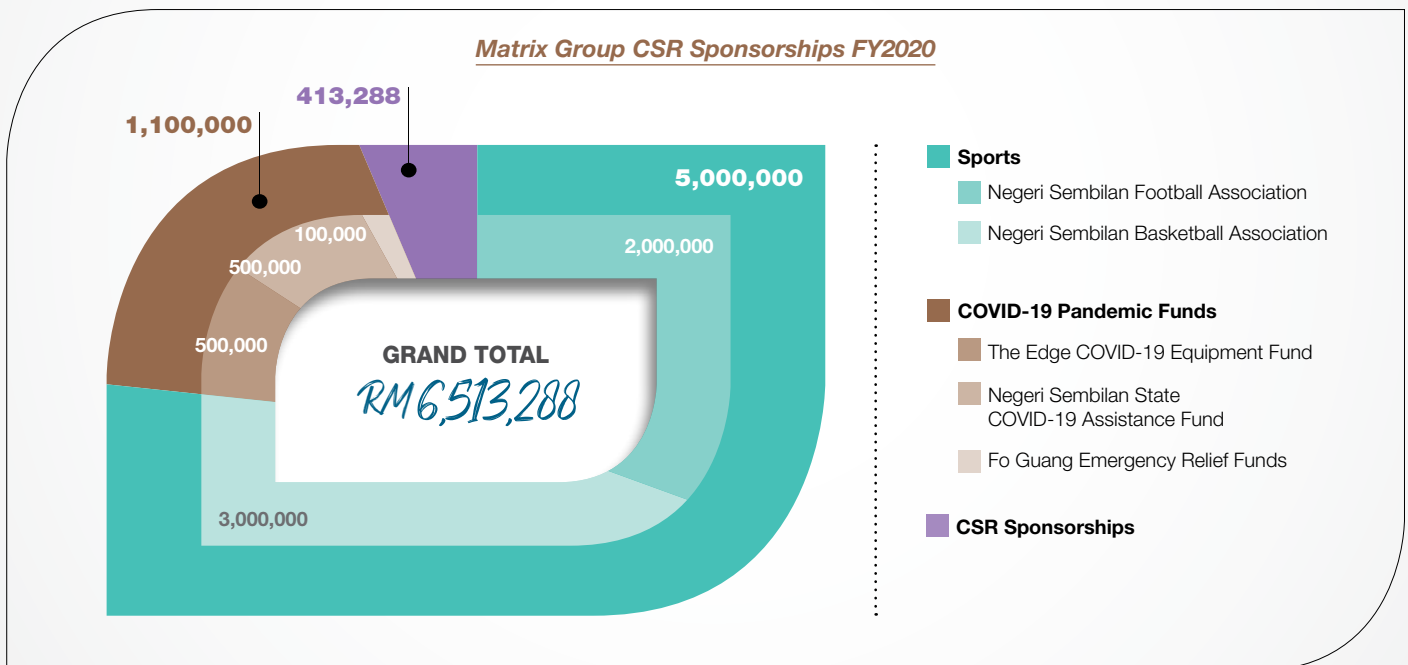 Matrix Group CSR Sponsorships FY2020
413,288
1,100,000
5,000,000
100,000
2,000,000
500,000
500,000
3,000,000
GRAND TOTAL
RM6,513,288
Sports
Negeri Sembilan Football Association
Negeri Sembilan Basketball Association
COVID-19 Pandemic Funds
The Edge COVID-19 Equipment Fund
Negeri Sembilan State
COVID-19 Assistance Fund
Fo Guang Emergency Relief Funds
CSR Sponsorships